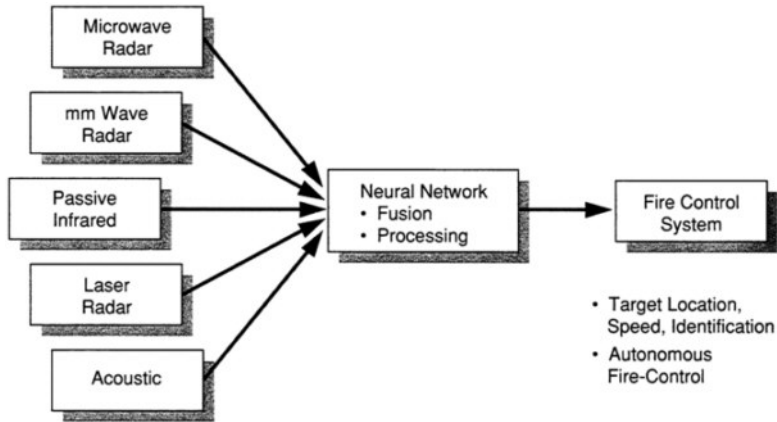 Microwave
Radar
mm Wave
Radar
Passive
Infrared
Laser
Radar
Acoustic
Neural Network
• Fusion
• Processing
Fire Control
System
• Target Location,
Speed, Identification
• Autonomous
Fire-Control